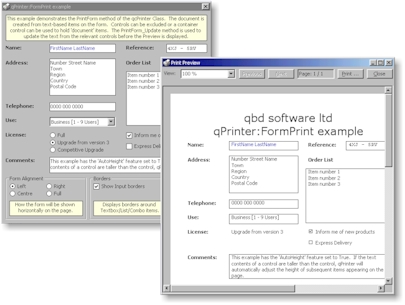 qPrinter:FormPrint example
This example demonstrates the PrintForm method of the qcPrinter Class. The document is
created from text-based items on the form. Controls can be excluded or a container
control can be used to hold 'document' items. The PrintForm_Update method is used to
update the text from the relevant controls before the Preview is displayed.
Name:
FirstName LastName
Reference:
Address:
Number Street Name
Town
Region
Country
Postal Code
Order List:
Item number 1
Item number 2
Item number 3
Telephone:
0000 000 0000
Use:
Business [1 - 9 Users]
License:
Full
Upgrade from version 3
Competitive Upgrade
Inform me o
Express Deli
Comments:
This example has the 'AutoHeight' feature set to T
contents of a control are taller than the control, q
Form Alignment
Left
Right
Centre
Full
How the form will be shown
horizontally on the page.
Borders
Show Input borders
Displays borders around
Textbox/List/Combo items
Print Preview
View:
100 %
Page: 1 / 1
Print ...
Close
qbd software ltd
qPrinter:FormPrint example
Name:
FirstName LastName
Reference:
Address:
Number Street Name
Town
Region
Country
Postal Code
Order List
Item number 1
Item number 2
Item number 3
Telephone:
0000 000 0000
Use:
Business [1 - 9 Users]
License:
Upgrade from version 3
Inform me of new products
Express Delivery
Comments:
This example has the 'AutoHeight' feature set to True. If the text
contents of a control are taller than the control, qPrinter will
automatically adjust the height of subsequent items appearing on the
page.